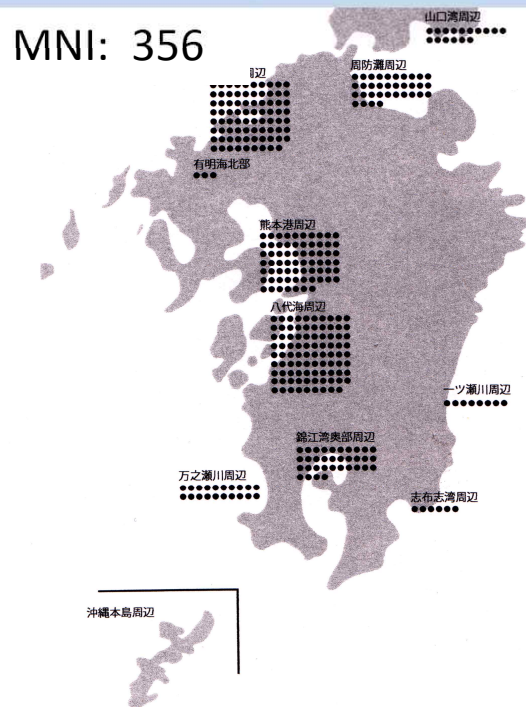 MNI: 356
山口湾周辺
周防灘周辺
辺
有明海北部
熊本港周辺
八代海周辺
一ツ瀬川周辺
錦江湾奥部周辺
万之瀬川周辺
志布志湾周辺
沖縄本島周辺